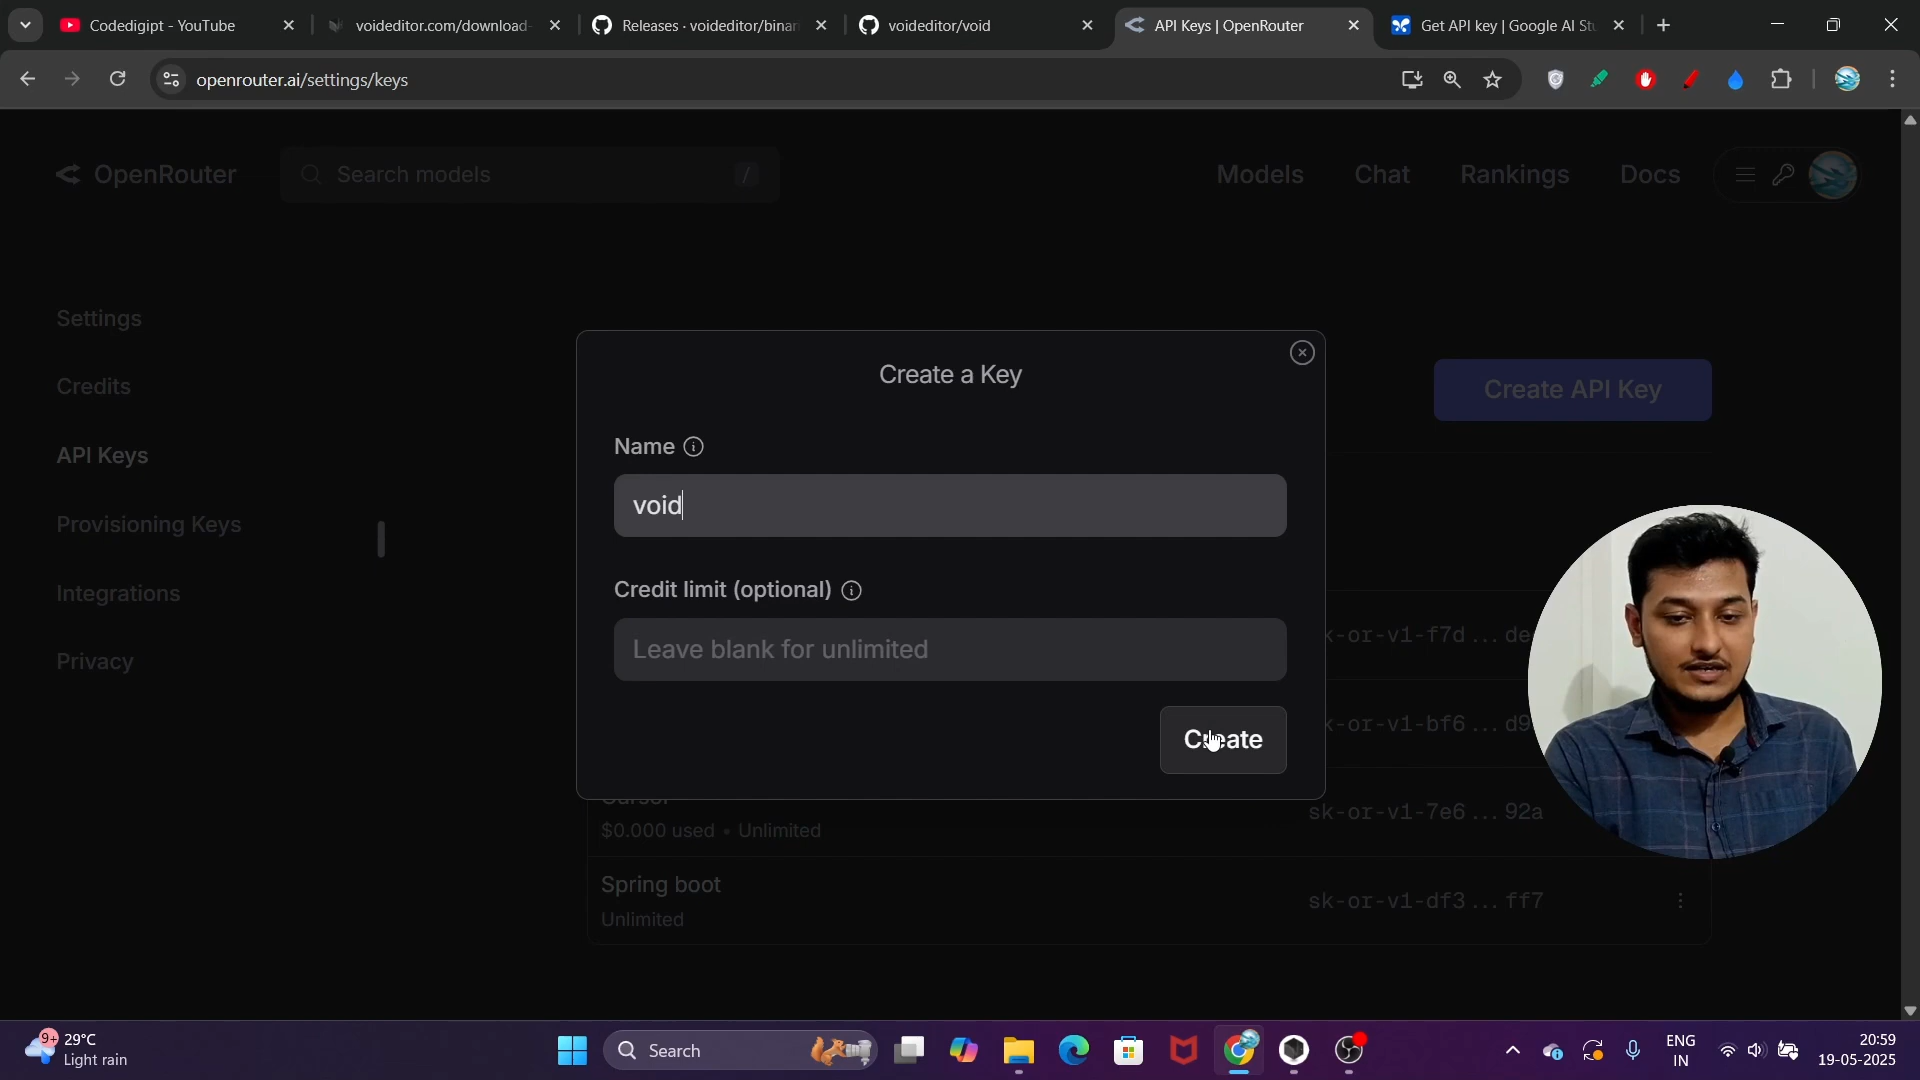 Codedigipt - YouTube
voideditor.com/download-
Releases · voideditor/binar
voideditor/void
API Keys | OpenRouter
Get API key | Google AI Stu
openrouter.ai/settings/keys
OpenRouter
Search models
/
Models
Chat
Rankings
Docs
Settings
Credits
API Keys
Provisioning Keys
Integrations
Privacy
Create API Key
Create a Key
Name
void
Credit limit (optional)
Leave blank for unlimited
Create
sk-or-v1-f7d...de
sk-or-v1-bf6...d9
Cursor
$0.000 used • Unlimited
sk-or-v1-7e6...92a
Spring boot
Unlimited
sk-or-v1-df3...ff7
9+
29°C
Light rain
Search
ENG
IN
20:59
19-05-2025